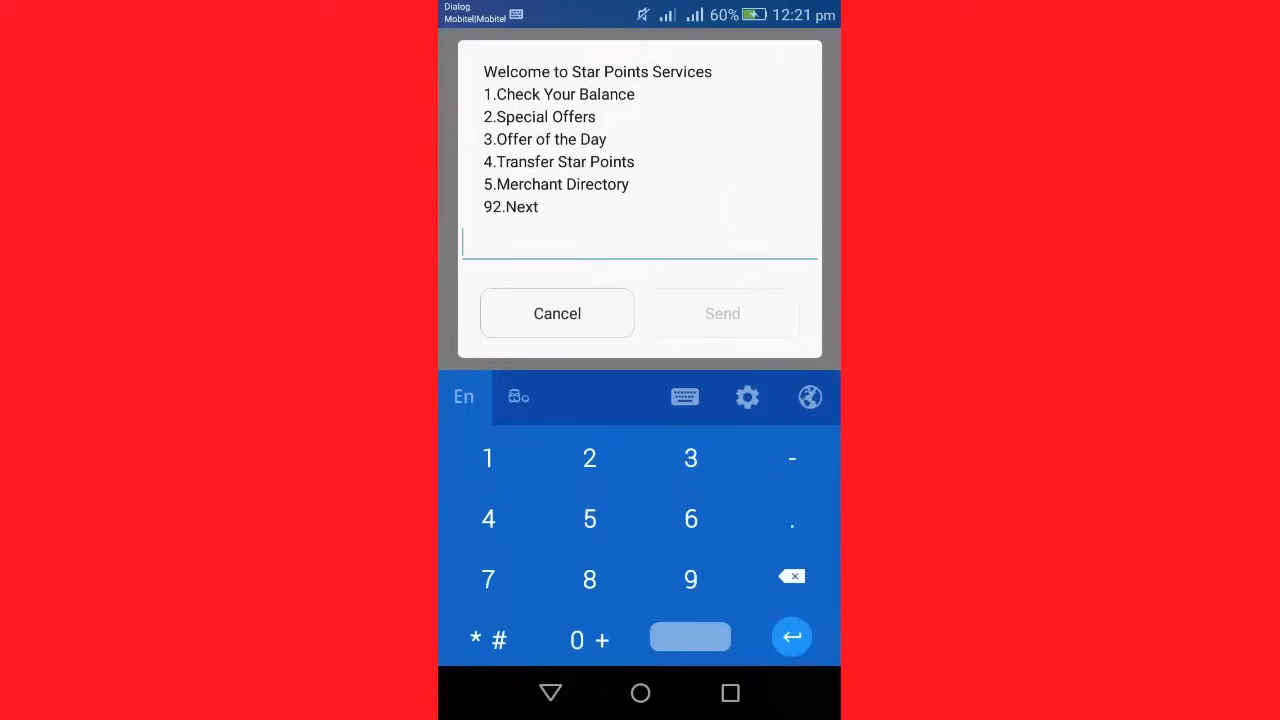 Dialog
Mobitel|Mobitel
60%
12:21 pm
Welcome to Star Points Services
1.Check Your Balance
2.Special Offers
3.Offer of the Day
4.Transfer Star Points
5.Merchant Directory
92.Next
Cancel Send
En සිං
1 2 3 -
4 5 6 .
7 8 9
* # 0 +